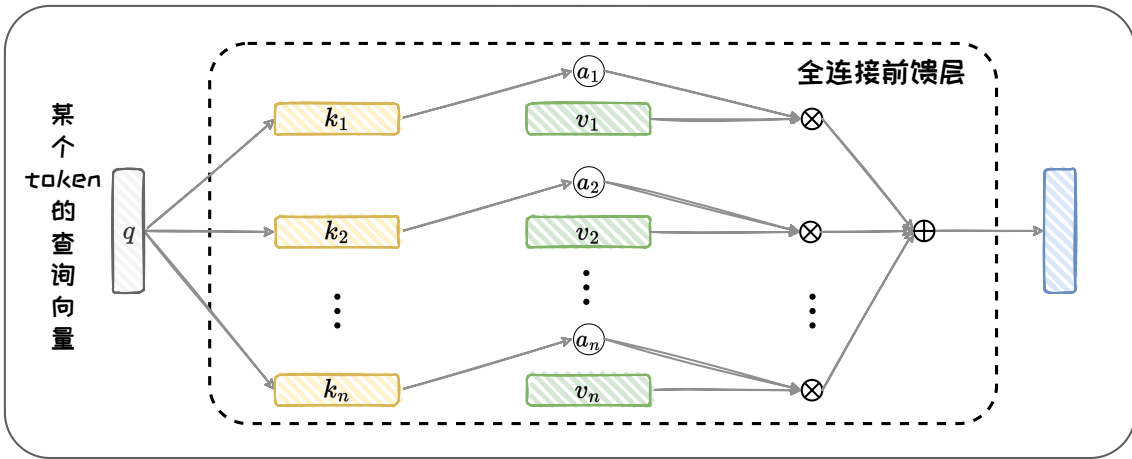 某
个
token
的
查
询
向
量
q
全连接前馈层
a₁
k₁
v₁
a₂
k₂
v₂
aₙ
kₙ
vₙ